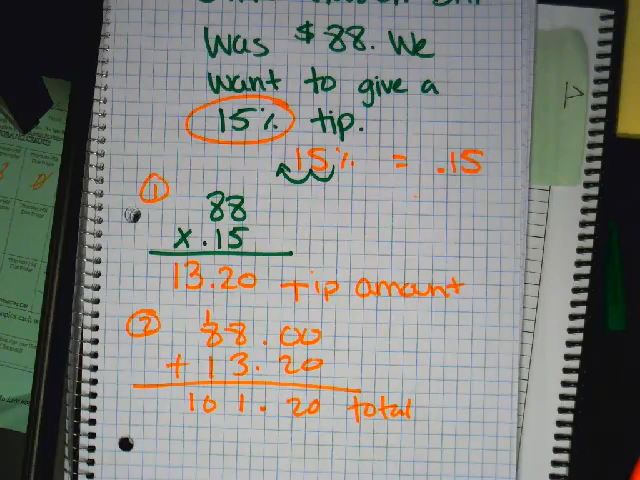 was $88. We
want to give a
15% tip.
15% = .15
①
88
x .15
13.20 Tip amount
②
1
88.00
+ 13.20
101.20 total